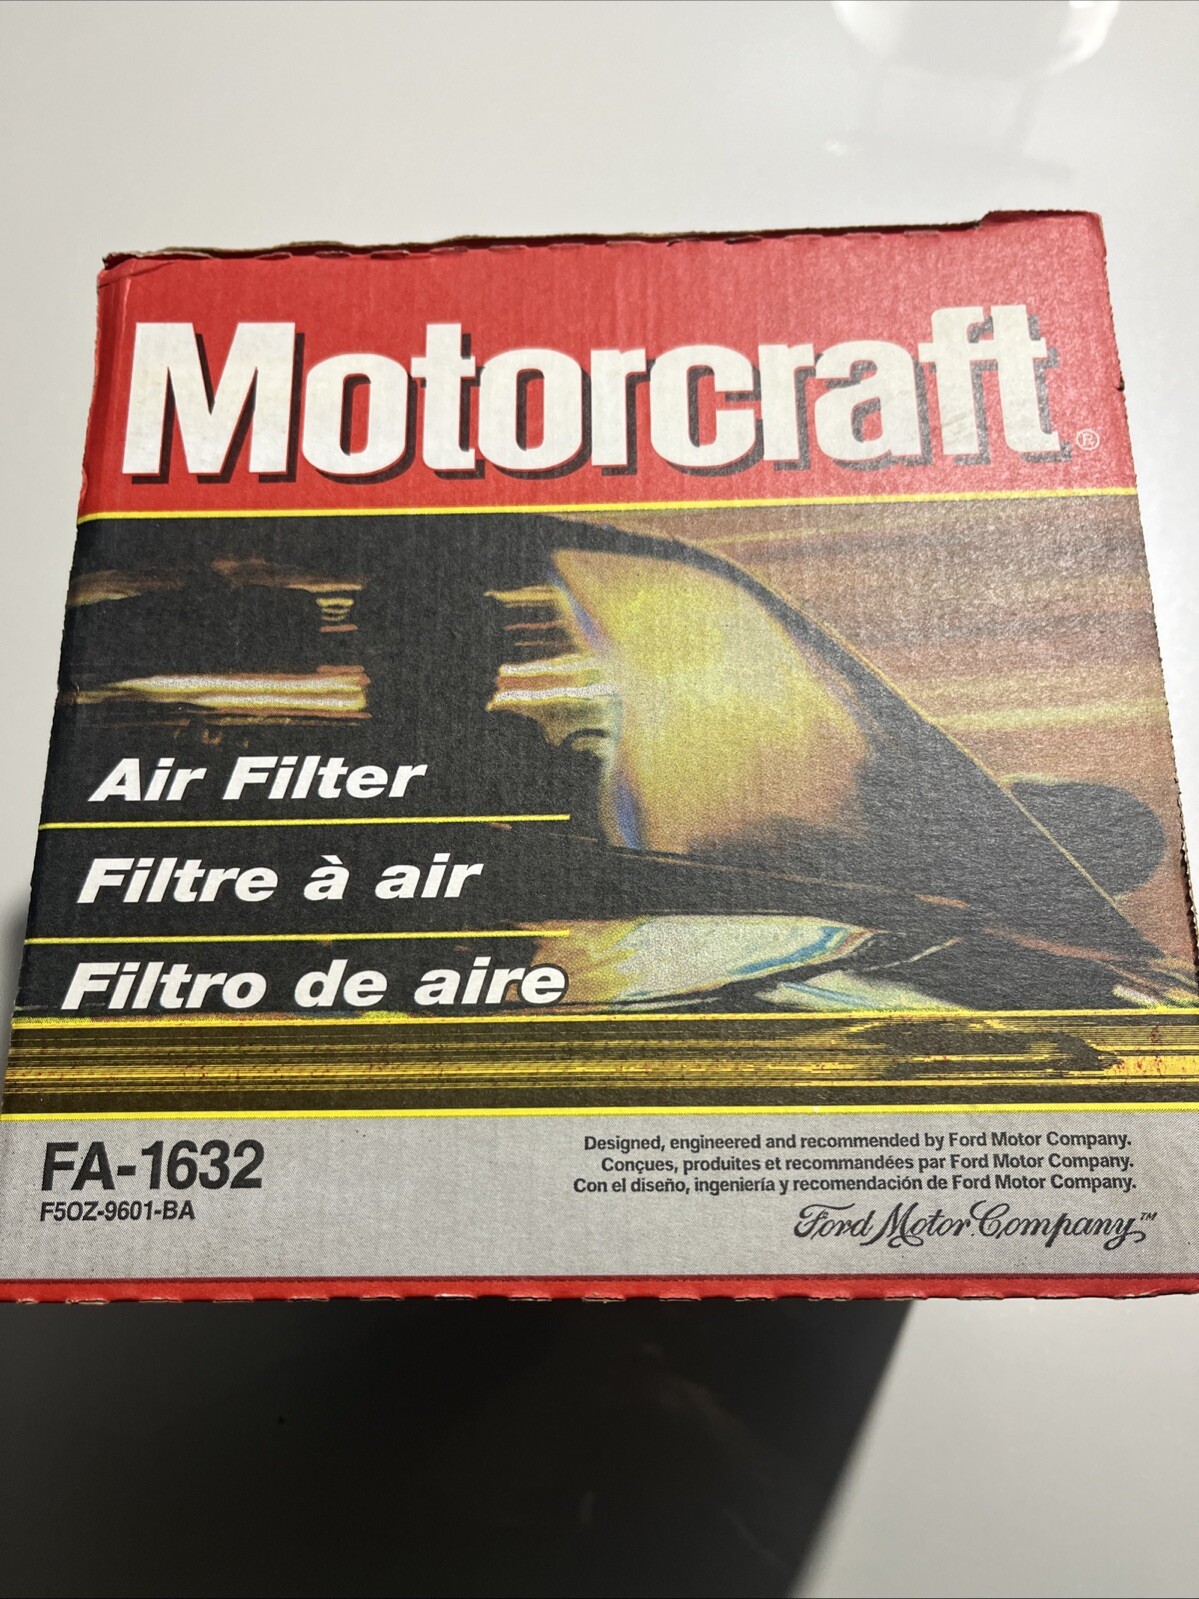 Motorcraft®
Air Filter
Filtre à air
Filtro de aire
FA-1632
F5OZ-9601-BA
Designed, engineered and recommended by Ford Motor Company.
Conçues, produites et recommandées par Ford Motor Company.
Con el diseño, ingeniería y recomendación de Ford Motor Company.
Ford Motor Company™